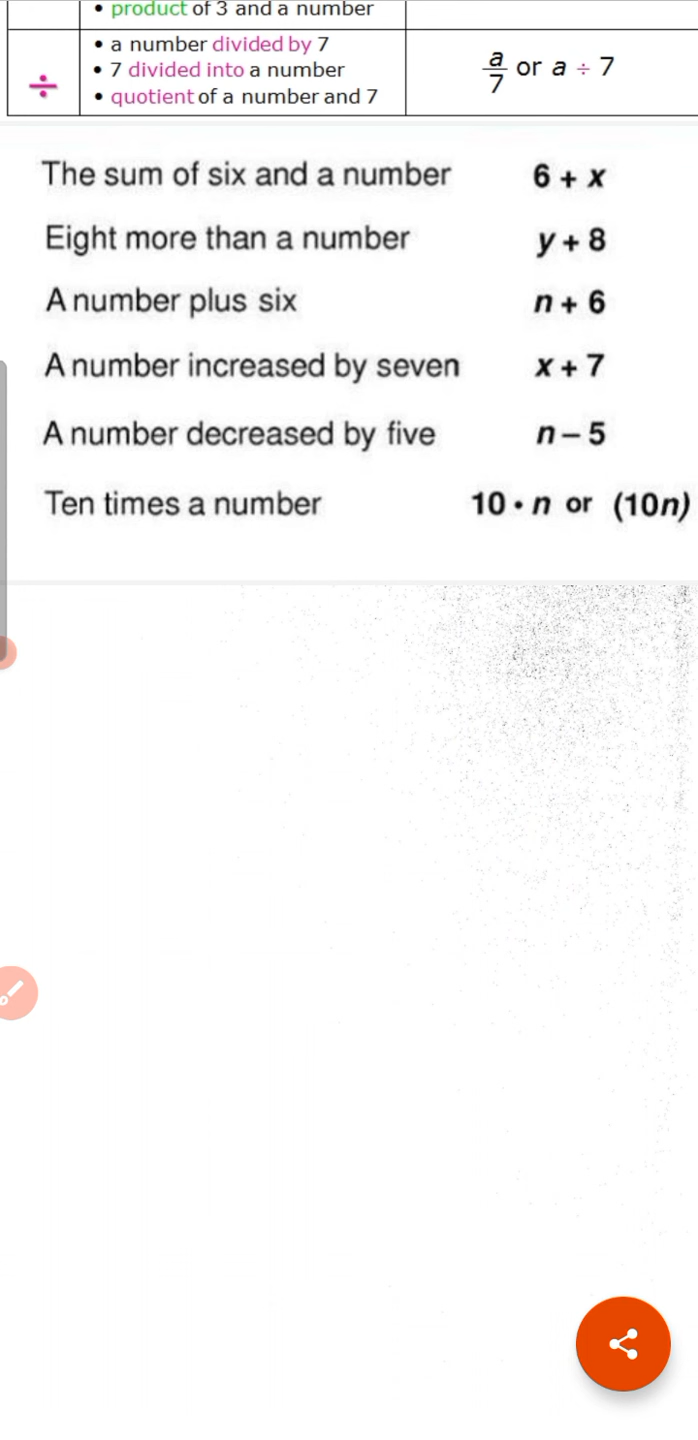 • product of 3 and a number
÷
• a number divided by 7
• 7 divided into a number
• quotient of a number and 7
a/7 or a ÷ 7
The sum of six and a number 6 + x
Eight more than a number y + 8
A number plus six n + 6
A number increased by seven x + 7
A number decreased by five n – 5
Ten times a number 10 • n or (10n)